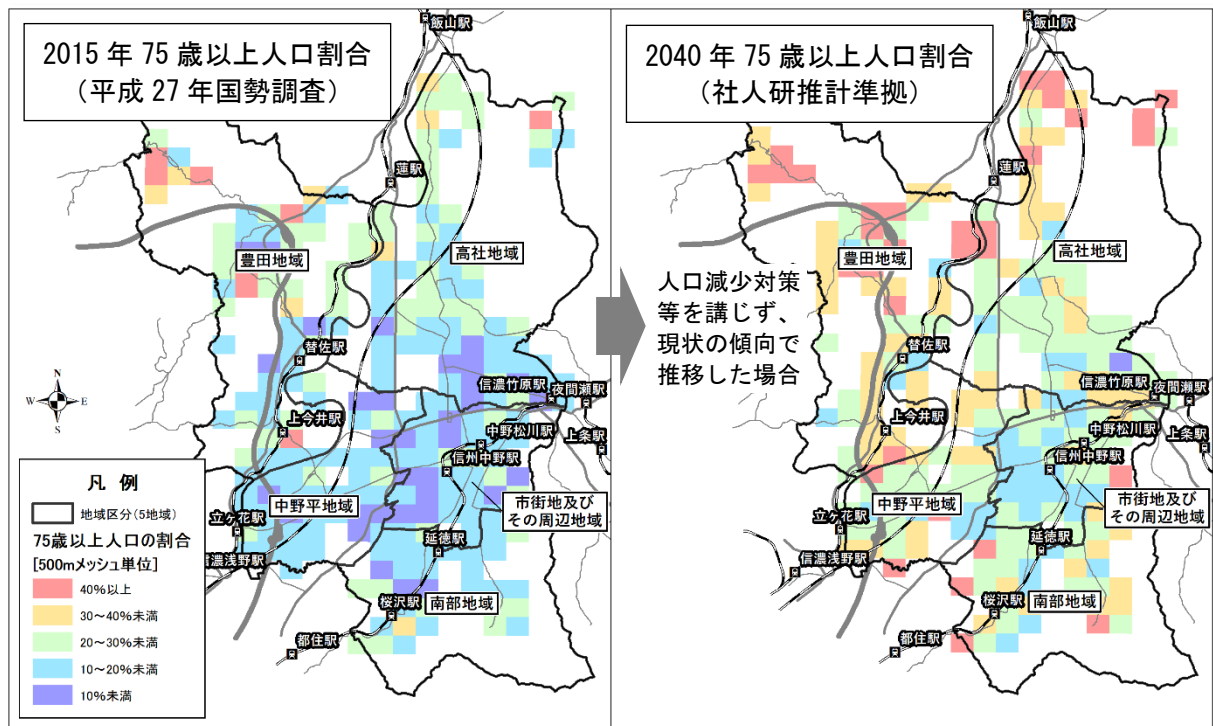 2015年 75歳以上人口割合
(平成27年国勢調査)
飯山駅
蓮駅
高社地域
豊田地域
替佐駅
信濃竹原駅
夜間瀬駅
上今井駅
中野松川駅
上条駅
信州中野駅
N
W
E
S
凡 例
地域区分(5地域)
75歳以上人口の割合
[500mメッシュ単位]
40%以上
30~40%未満
20~30%未満
10~20%未満
10%未満
中野平地域
市街地及び
その周辺地域
立ヶ花駅
延徳駅
信濃浅野駅
桜沢駅
南部地域
都住駅
人口減少対策
等を講じず、
現状の傾向で
推移した場合
2040年 75歳以上人口割合
(社人研推計準拠)
飯山駅
蓮駅
高社地域
豊田地域
替佐駅
信濃竹原駅
夜間瀬駅
上今井駅
中野松川駅
上条駅
信州中野駅
中野平地域
市街地及び
その周辺地域
立ヶ花駅
延徳駅
信濃浅野駅
桜沢駅
南部地域
都住駅